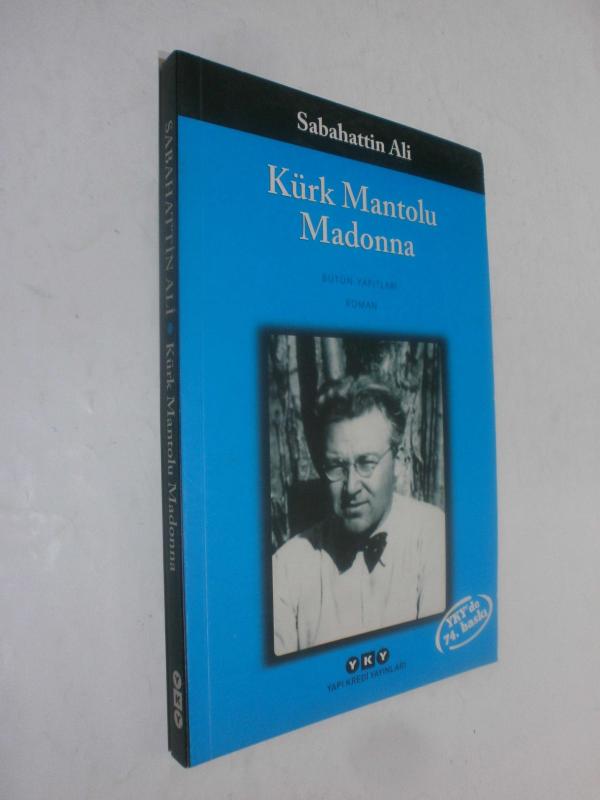 Sabahattin Ali
Kürk Mantolu
Madonna
BÜTÜN YAPITLARI
ROMAN
YKY'de
74. baskı
YKY
YAPI KREDİ YAYINLARI
SABAHATTİN ALİ • Kürk Mantolu Madonna
YKY